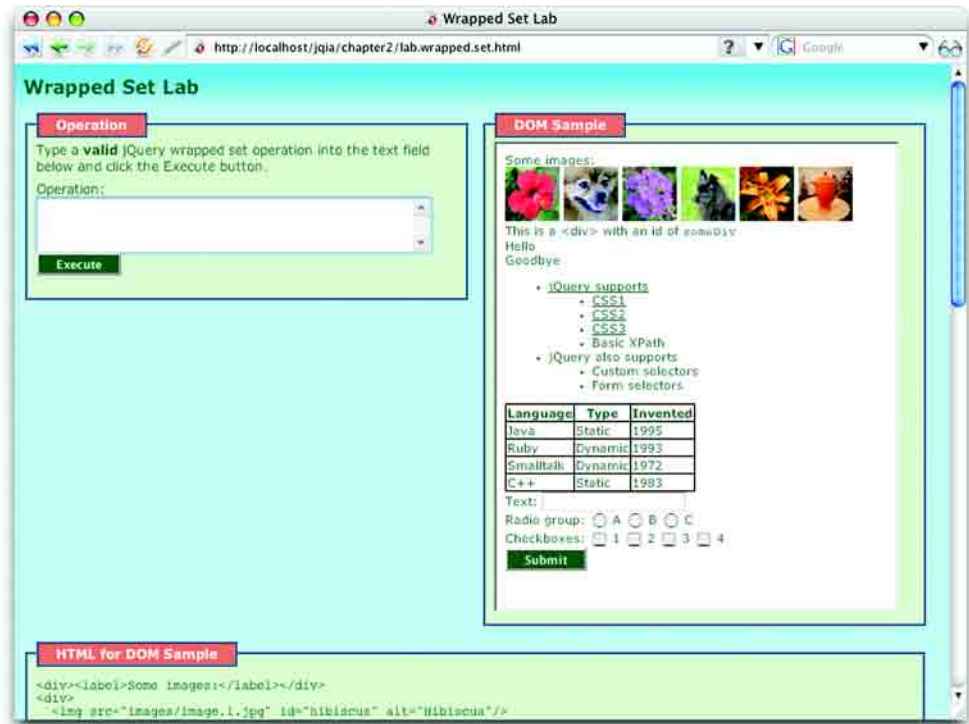 Wrapped Set Lab
http://localhost/jqia/chapter2/lab.wrapped.set.html
?
G Google
Wrapped Set Lab
Operation
Type a valid jQuery wrapped set operation into the text field
below and click the Execute button.
Operation:
Execute
DOM Sample
Some images:
This is a <div> with an id of someDiv
Hello
Goodbye
• jQuery supports
• CSS1
• CSS2
• CSS3
• Basic XPath
• jQuery also supports
• Custom selectors
• Form selectors
Language Type Invented
Java Static 1995
Ruby Dynamic 1993
Smalltalk Dynamic 1972
C++ Static 1983
Text:
Radio group: A B C
Checkboxes: 1 2 3 4
Submit
HTML for DOM Sample
<div><label>Some images:</label></div>
<div>
<img src="images/image.1.jpg" id="hibiscus" alt="Hibiscus"/>